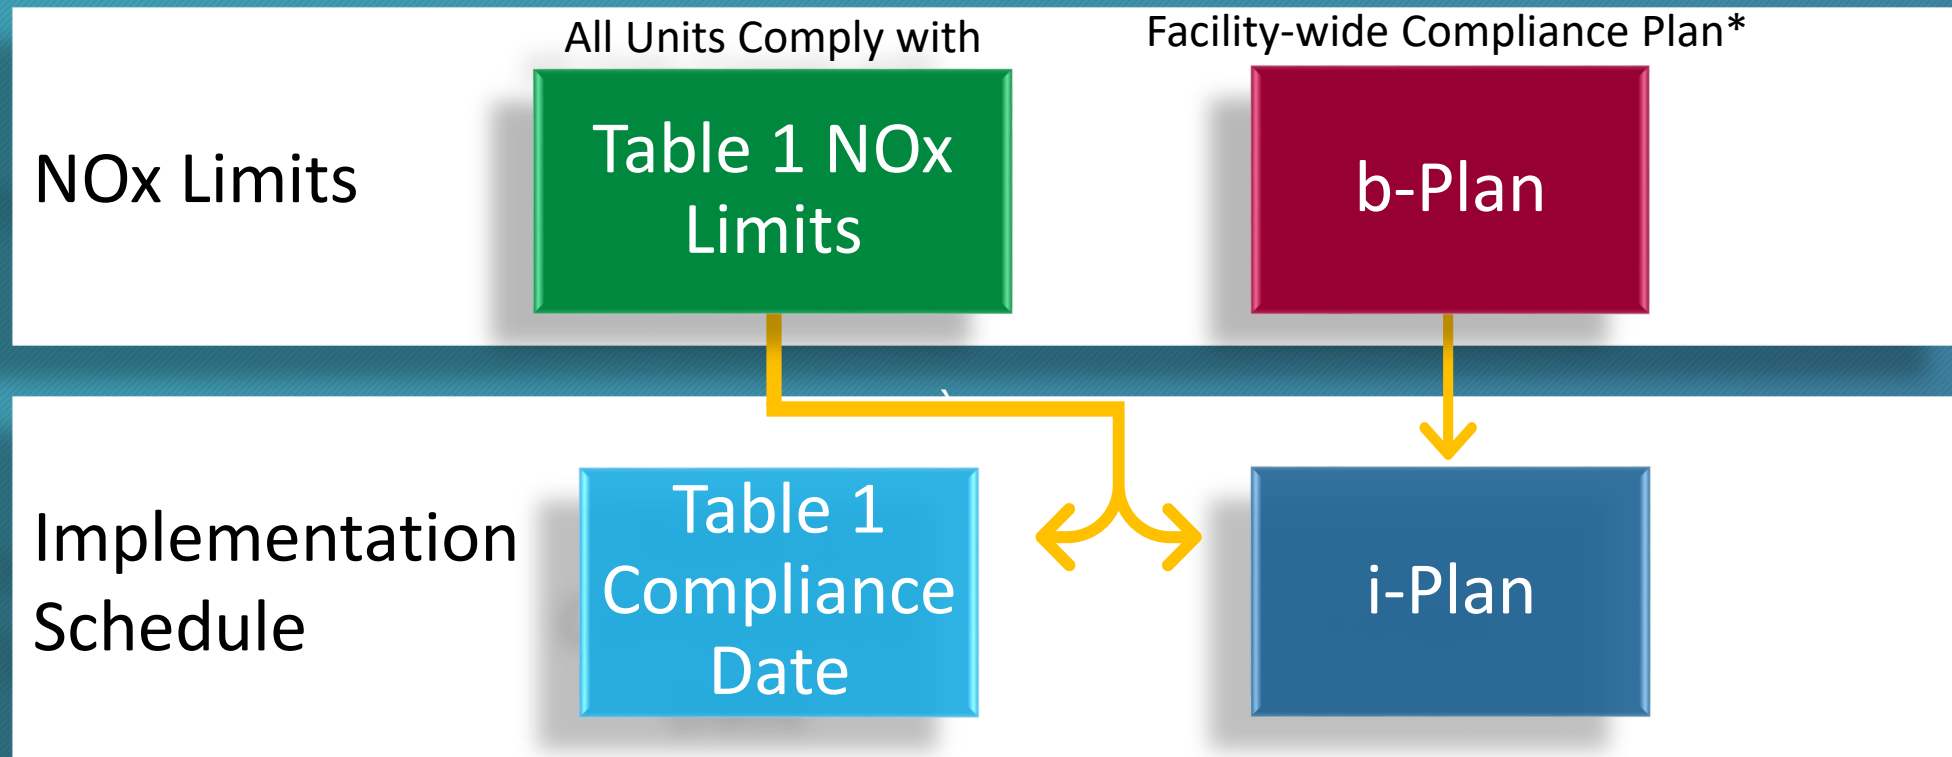 All Units Comply with
Facility-wide Compliance Plan*
NOx Limits
Table 1 NOx
Limits
b-Plan
`
Implementation
Schedule
Table 1
Compliance
Date
i-Plan